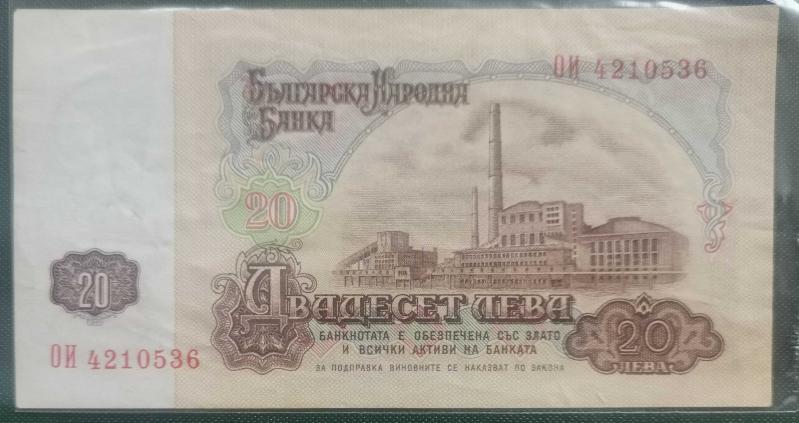 ОИ 4210536
Българска Народна
Банка
20
20
ОИ 4210536
Двадесет лева
БАНКНОТАТА Е ОБЕЗПЕЧЕНА СЪС ЗЛАТО
И ВСИЧКИ АКТИВИ НА БАНКАТА
ЗА ПОДПРАВКА ВИНОВНИТЕ СЕ НАКАЗВАТ ПО ЗАКОНА
20
ЛЕВА